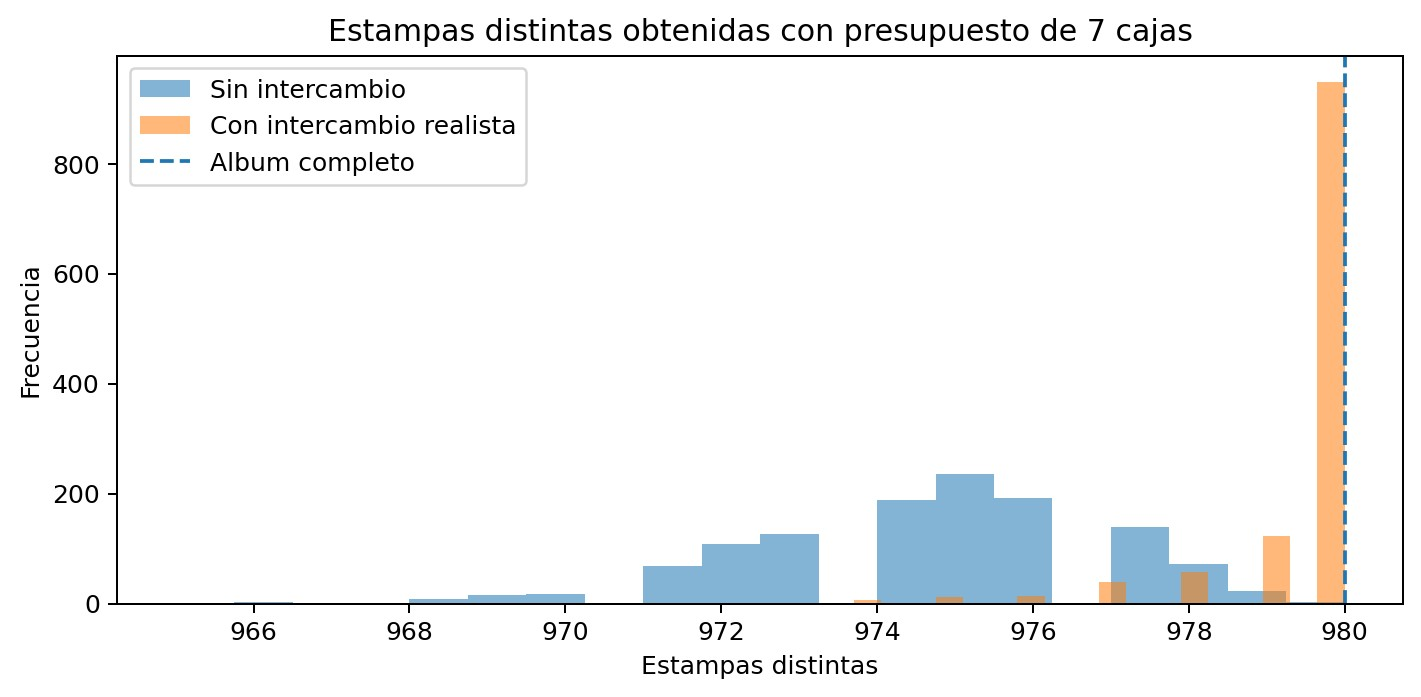 Estampas distintas obtenidas con presupuesto de 7 cajas
Sin intercambio
Con intercambio realista
Album completo
Frecuencia
800
600
400
200
0
966 968 970 972 974 976 978 980
Estampas distintas